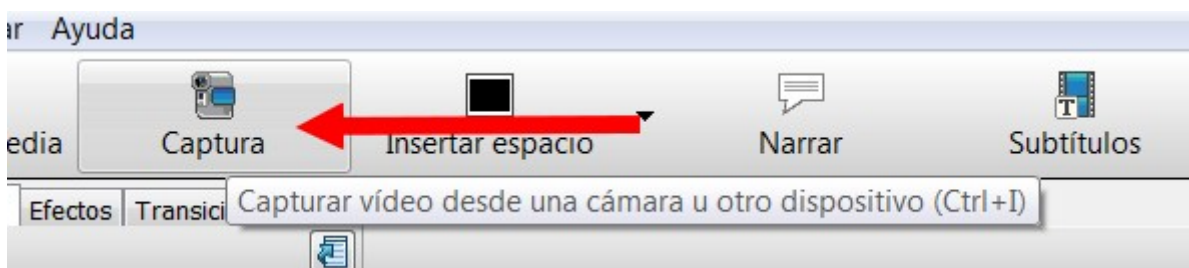 ar Ayuda
edia Captura Insertar espacio Narrar Subtítulos
Efectos Transici Capturar vídeo desde una cámara u otro dispositivo (Ctrl+I)